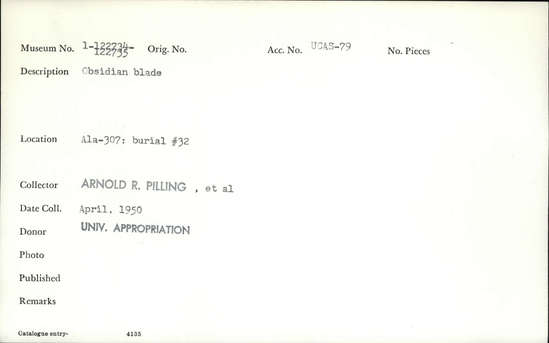 Museum No. 1-122234- Orig. No. Acc. No. UCAS-79 No. Pieces
122735
Description Obsidian blade
Location Ala-307: burial #32
Collector ARNOLD R. PILLING , et al
Date Coll. April, 1950
Donor UNIV. APPROPRIATION
Photo
Published
Remarks
Catalogue entry- 4135